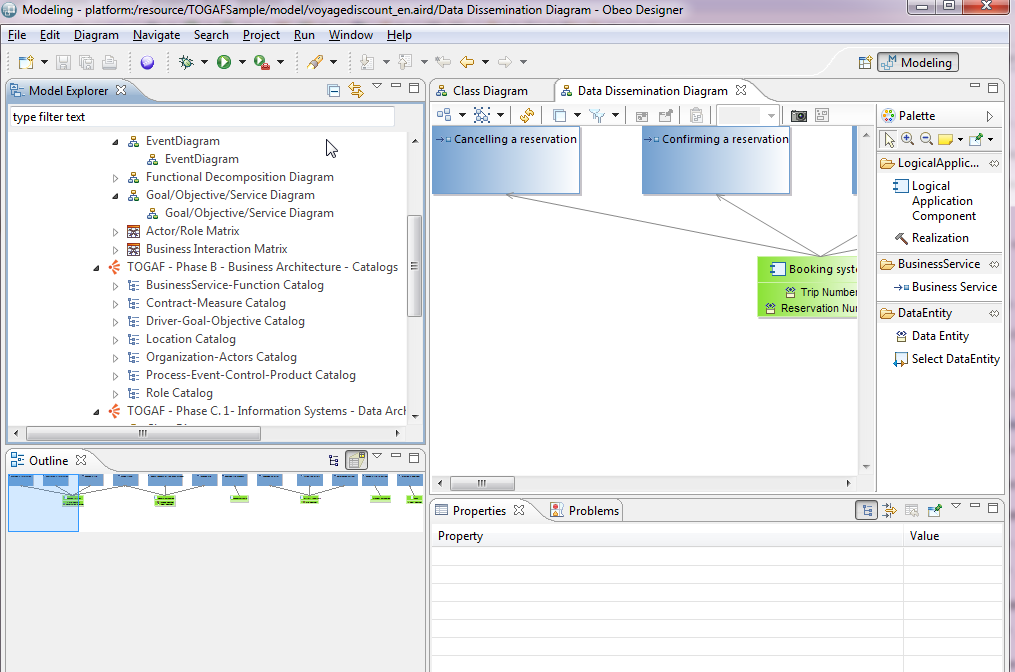 Modeling - platform:/resource/TOGAFSample/model/voyagediscount_en.aird/Data Dissemination Diagram - Obeo Designer
File Edit Diagram Navigate Search Project Run Window Help
Modeling
Model Explorer
type filter text
EventDiagram
EventDiagram
Functional Decomposition Diagram
Goal/Objective/Service Diagram
Goal/Objective/Service Diagram
Actor/Role Matrix
Business Interaction Matrix
TOGAF - Phase B - Business Architecture - Catalogs
BusinessService-Function Catalog
Contract-Measure Catalog
Driver-Goal-Objective Catalog
Location Catalog
Organization-Actors Catalog
Process-Event-Control-Product Catalog
Role Catalog
TOGAF - Phase C. 1- Information Systems - Data Arch
Outline
Class Diagram
Data Dissemination Diagram
Cancelling a reservation
Confirming a reservation
Booking syste
Trip Number
Reservation Nun
Palette
LogicalApplic...
Logical
Application
Component
Realization
BusinessService
Business Service
DataEntity
Data Entity
Select DataEntity
Properties
Problems
Property
Value